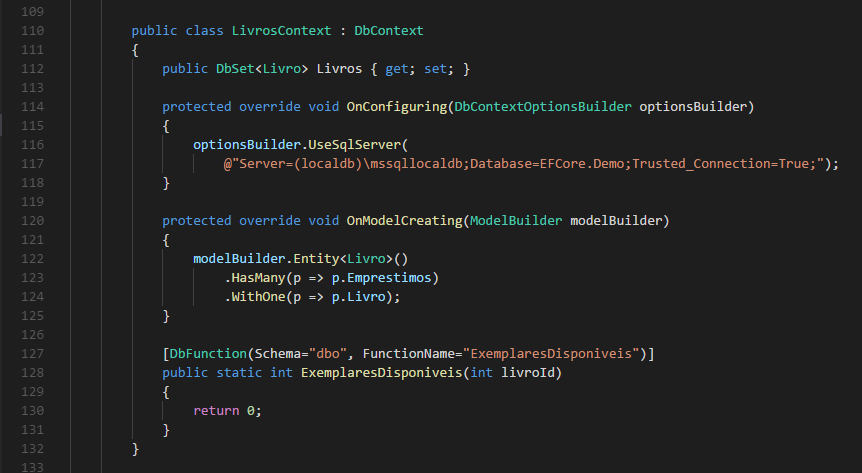 109
110 public class LivrosContext : DbContext
111 {
112 public DbSet<Livro> Livros { get; set; }
113
114 protected override void OnConfiguring(DbContextOptionsBuilder optionsBuilder)
115 {
116 optionsBuilder.UseSqlServer(
117 @"Server=(localdb)\mssqllocaldb;Database=EFCore.Demo;Trusted_Connection=True;");
118 }
119
120 protected override void OnModelCreating(ModelBuilder modelBuilder)
121 {
122 modelBuilder.Entity<Livro>()
123 .HasMany(p => p.Emprestimos)
124 .WithOne(p => p.Livro);
125 }
126
127 [DbFunction(Schema="dbo", FunctionName="ExemplaresDisponiveis")]
128 public static int ExemplaresDisponiveis(int livroId)
129 {
130 return 0;
131 }
132 }
133